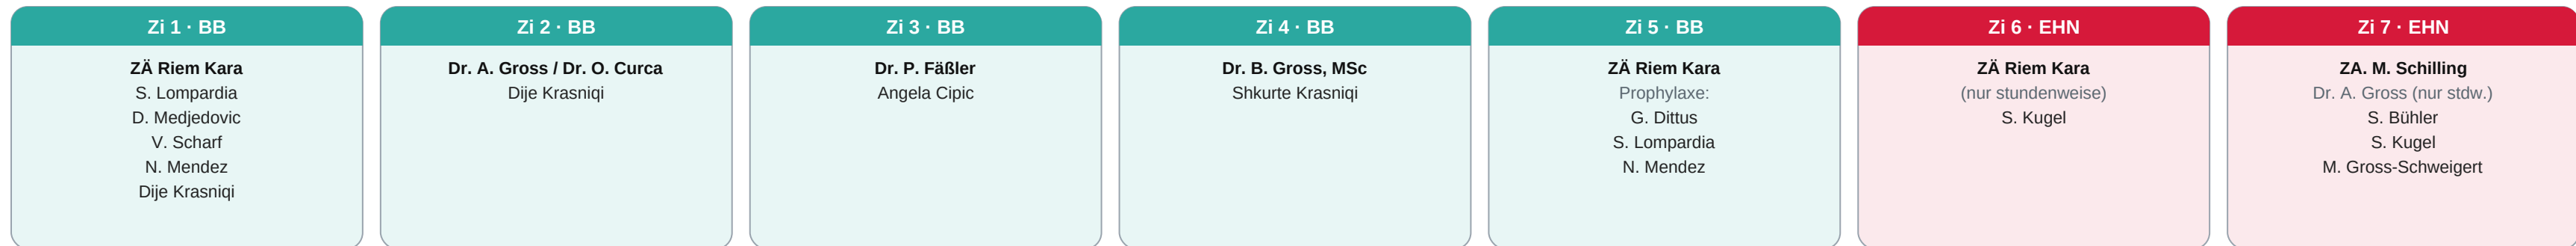 Zi 1 · BB
ZÄ Riem Kara
S. Lompardia
D. Medjedovic
V. Scharf
N. Mendez
Dije Krasniqi
Zi 2 · BB
Dr. A. Gross / Dr. O. Curca
Dije Krasniqi
Zi 3 · BB
Dr. P. Fäßler
Angela Cipic
Zi 4 · BB
Dr. B. Gross, MSc
Shkurte Krasniqi
Zi 5 · BB
ZÄ Riem Kara
Prophylaxe:
G. Dittus
S. Lompardia
N. Mendez
Zi 6 · EHN
ZÄ Riem Kara
(nur stundenweise)
S. Kugel
Zi 7 · EHN
ZA. M. Schilling
Dr. A. Gross (nur stdw.)
S. Bühler
S. Kugel
M. Gross-Schweigert